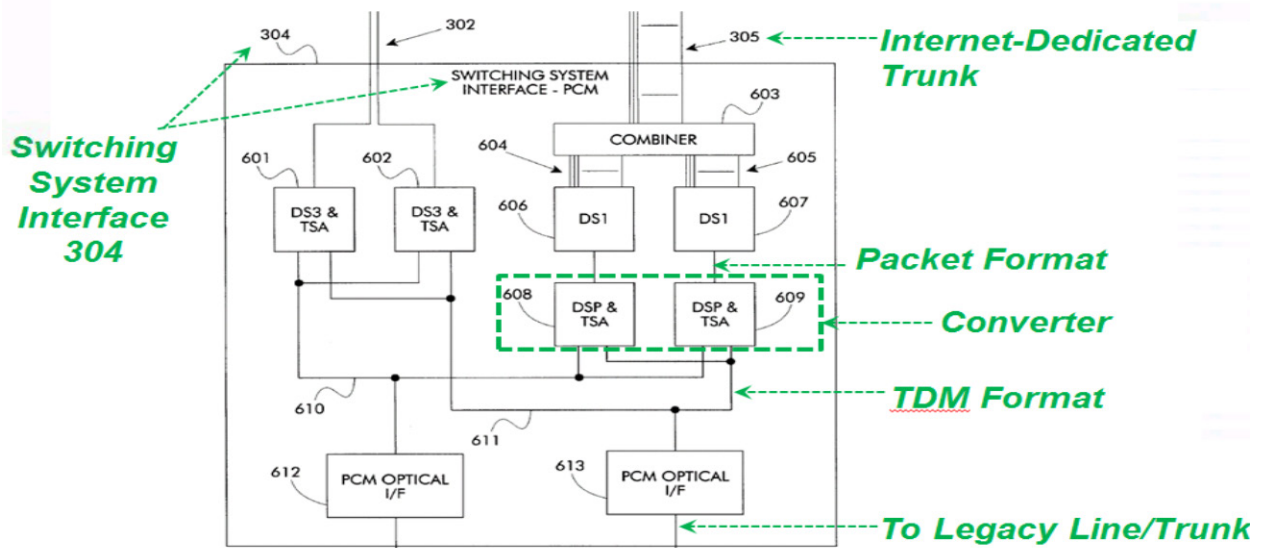 302
304
305
Internet-Dedicated
Trunk
SWITCHING SYSTEM
INTERFACE - PCM
603
COMBINER
Switching
System
Interface
304
601
602
604
605
DS3 &
TSA
DS3 &
TSA
606
DS1
DS1
607
Packet Format
608
DSP &
TSA
DSP &
TSA
609
Converter
610
TDM Format
611
612
PCM OPTICAL
I/F
613
PCM OPTICAL
I/F
To Legacy Line/Trunk